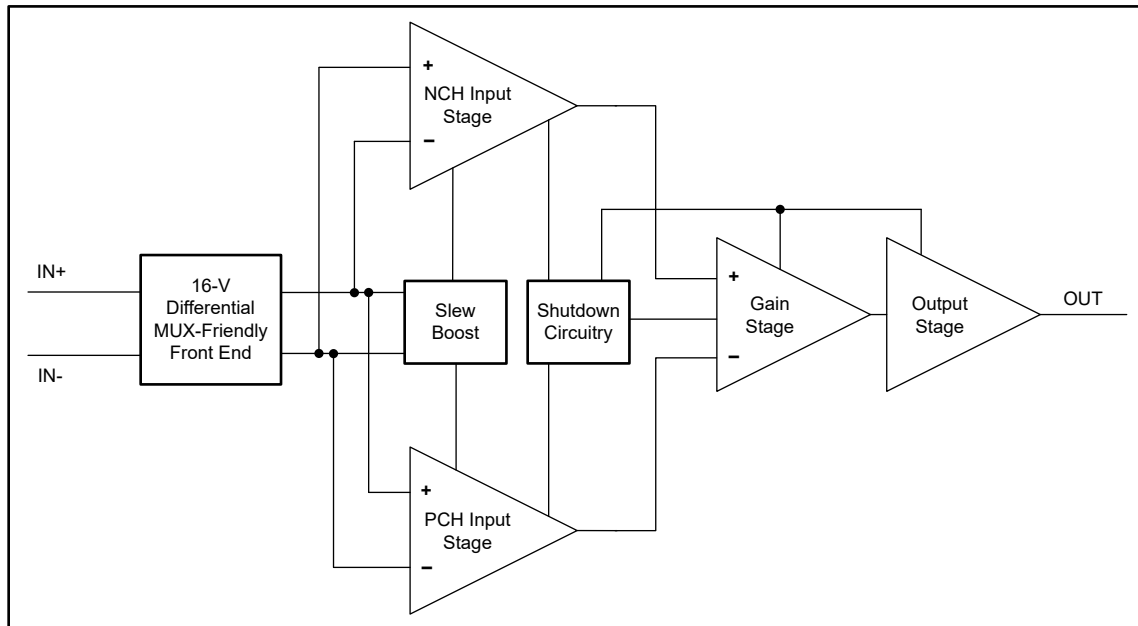 +
NCH Input
Stage
−
IN+
16-V
Differential
MUX-Friendly
Front End
IN-
Slew
Boost
Shutdown
Circuitry
+
Gain
Stage
−
Output
Stage
OUT
+
PCH Input
Stage
−